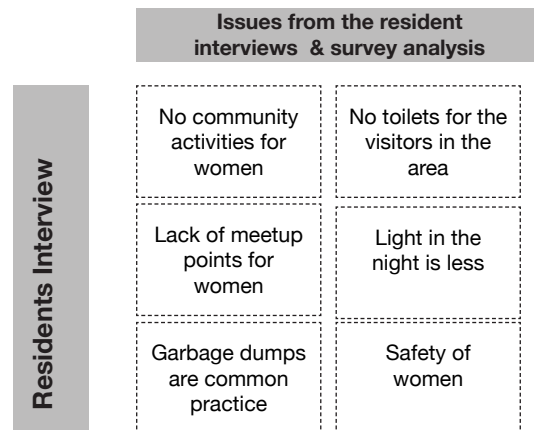 Issues from the resident
interviews & survey analysis
Residents Interview
No community
activities for
women
No toilets for the
visitors in the
area
Lack of meetup
points for
women
Light in the
night is less
Garbage dumps
are common
practice
Safety of
women